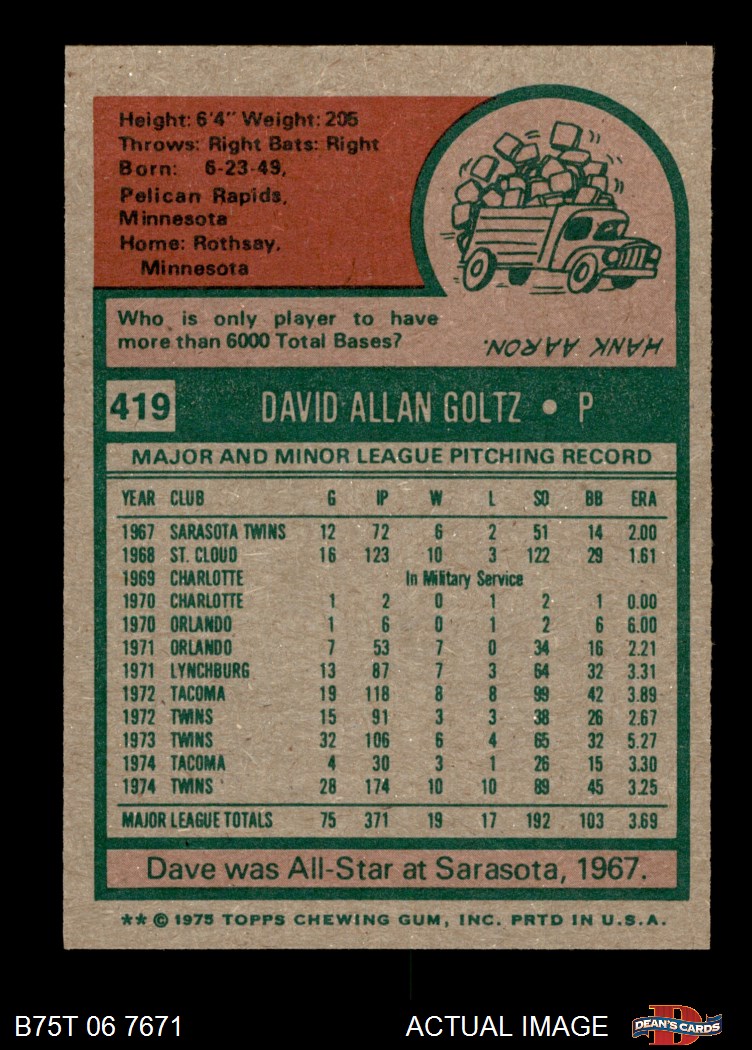 Height: 6'4" Weight: 205
Throws: Right Bats: Right
Born: 6-23-49,
Pelican Rapids,
Minnesota
Home: Rothsay,
Minnesota
Who is only player to have
more than 6000 Total Bases?
HANK AARON.
419 DAVID ALLAN GOLTZ • P
MAJOR AND MINOR LEAGUE PITCHING RECORD
YEAR CLUB G IP W L SO BB ERA
1967 SARASOTA TWINS 12 72 6 2 51 14 2.00
1968 ST. CLOUD 16 123 10 3 122 29 1.61
1969 CHARLOTTE In Military Service
1970 CHARLOTTE 1 2 0 1 2 1 0.00
1970 ORLANDO 1 6 0 1 2 6 6.00
1971 ORLANDO 7 53 7 0 34 16 2.21
1971 LYNCHBURG 13 87 7 3 64 32 3.31
1972 TACOMA 19 118 8 8 99 42 3.89
1972 TWINS 15 91 3 3 38 26 2.67
1973 TWINS 32 106 6 4 65 32 5.27
1974 TACOMA 4 30 3 1 26 15 3.30
1974 TWINS 28 174 10 10 89 45 3.25
MAJOR LEAGUE TOTALS 75 371 19 17 192 103 3.69
Dave was All-Star at Sarasota, 1967.
** © 1975 TOPPS CHEWING GUM, INC. PRTD IN U.S.A.
B75T 06 7671 ACTUAL IMAGE DEAN'S CARDS